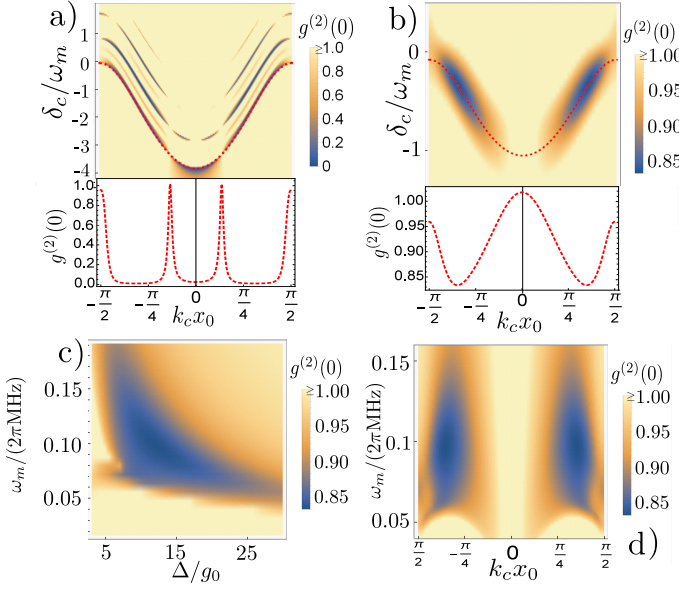 a)
g^(2)(0)
≥1.0
0.8
0.6
0.4
0.2
0
δ_c/ω_m
1
0
-1
-2
-3
-4
g^(2)(0)
1.0
0.8
0.6
0.4
0.2
0.0
-π/2
-π/4
0
π/4
π/2
k_c x_0
b)
g^(2)(0)
≥1.00
0.95
0.90
0.85
δ_c/ω_m
0
-1
g^(2)(0)
1.00
0.95
0.90
0.85
-π/2
-π/4
0
π/4
π/2
k_c x_0
c)
g^(2)(0)
≥1.00
0.95
0.90
0.85
ω_m/(2πMHz)
0.15
0.10
0.05
5
15
25
Δ/g_0
g^(2)(0)
≥1.00
0.95
0.90
0.85
ω_m/(2πMHz)
0.15
0.10
0.05
π/2
-π/4
0
π/4
π/2
k_c x_0
d)